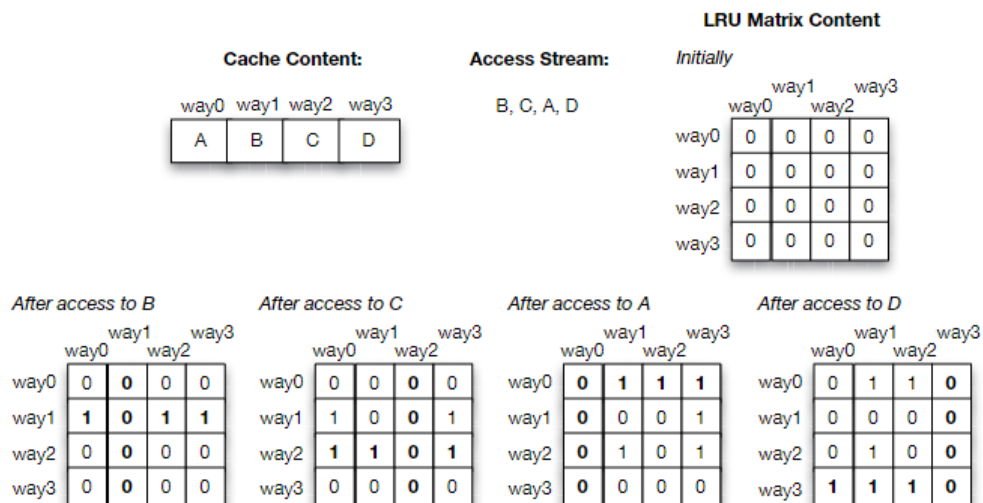 LRU Matrix Content
Cache Content:
Access Stream:
Initially
way0 way1 way2 way3
B, C, A, D
way1 way3
way0 way2
A B C D
way0 0 0 0 0
way1 0 0 0 0
way2 0 0 0 0
way3 0 0 0 0
After access to B
way1 way3
way0 way2
way0 0 0 0 0
way1 1 0 1 1
way2 0 0 0 0
way3 0 0 0 0
After access to C
way1 way3
way0 way2
way0 0 0 0 0
way1 1 0 0 1
way2 1 1 0 1
way3 0 0 0 0
After access to A
way1 way3
way0 way2
way0 0 1 1 1
way1 0 0 0 1
way2 0 1 0 1
way3 0 0 0 0
After access to D
way1 way3
way0 way2
way0 0 1 1 0
way1 0 0 0 0
way2 0 1 0 0
way3 1 1 1 0